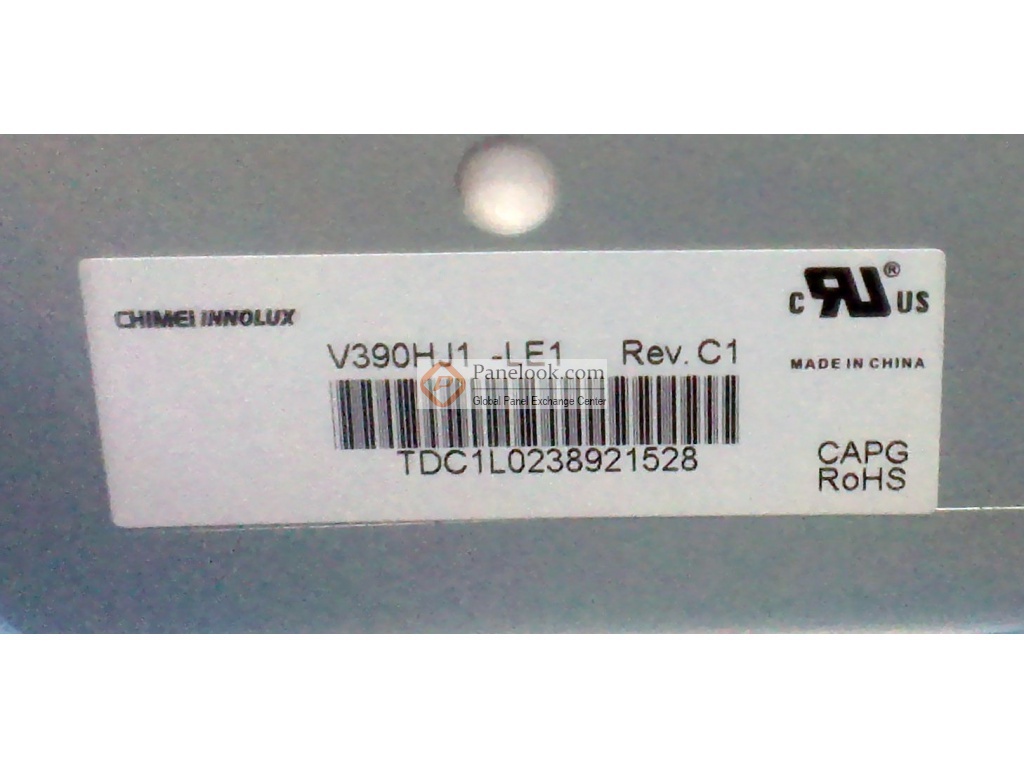 CHIMEI INNOLUX
C RU ® US
V390HJ1 -LE1 Rev. C1
MADE IN CHINA
Panelook.com
Global Panel Exchange Center
TDC1L0238921528
CAPG
RoHS